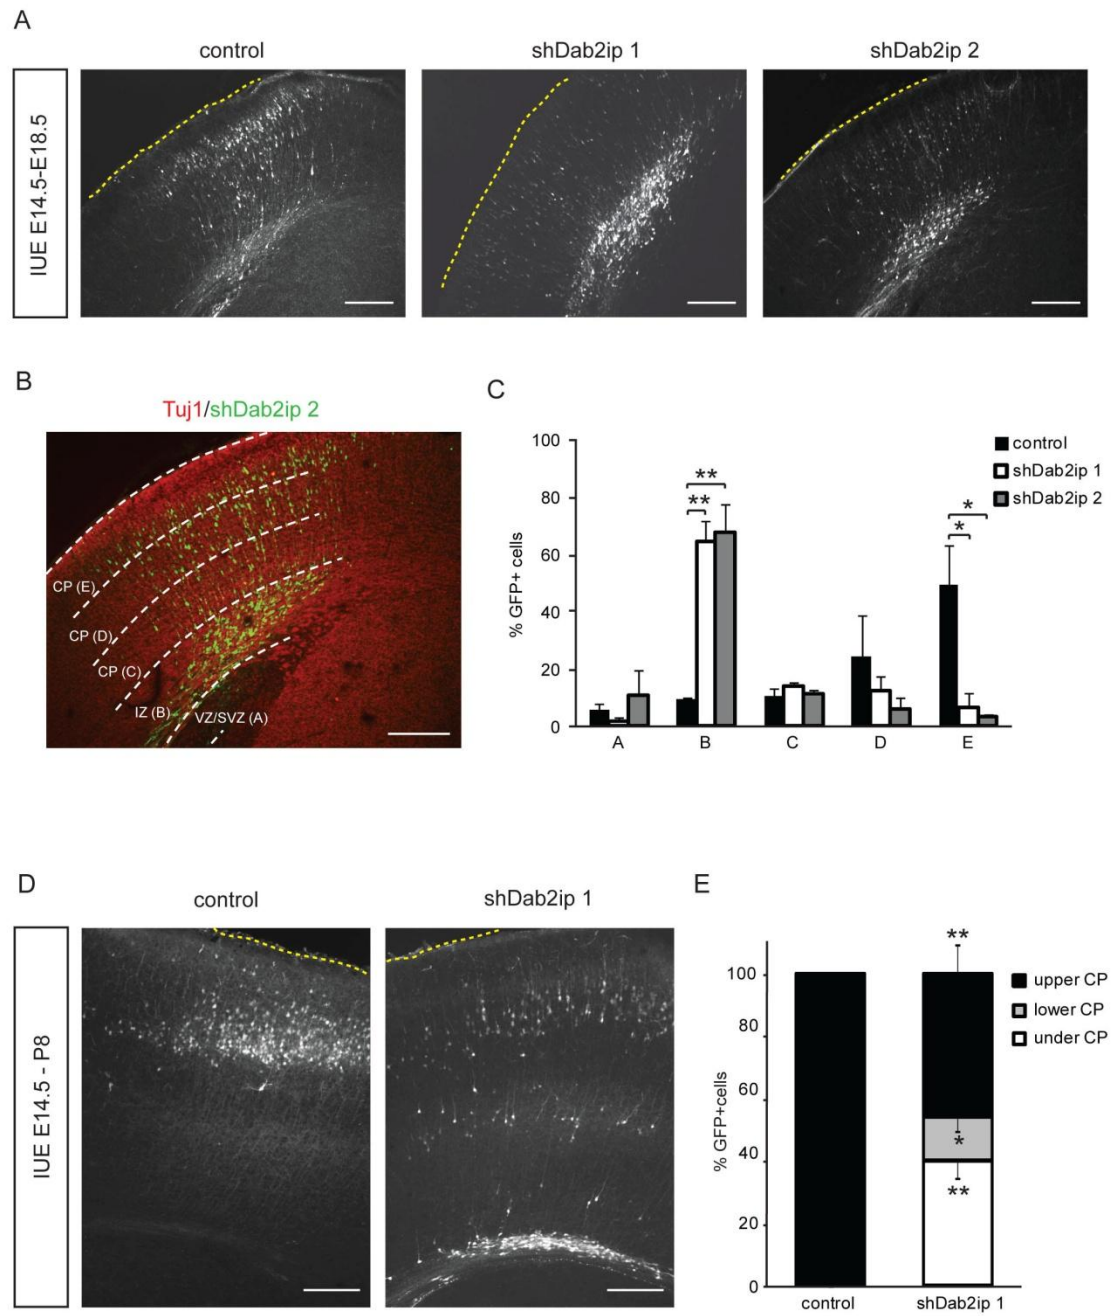 A
control
shDab2ip 1
shDab2ip 2
IUE E14.5-E18.5
B
Tuj1/shDab2ip 2
CP (E)
CP (D)
CP (C)
IZ (B)
VZ/SVZ (A)
C
% GFP+ cells
100
80
60
40
20
0
** **
* *
A B C D E
control
shDab2ip 1
shDab2ip 2
D
control
shDab2ip 1
IUE E14.5 - P8
E
% GFP+cells
100
80
60
40
20
0
**
*
**
control shDab2ip 1
upper CP
lower CP
under CP